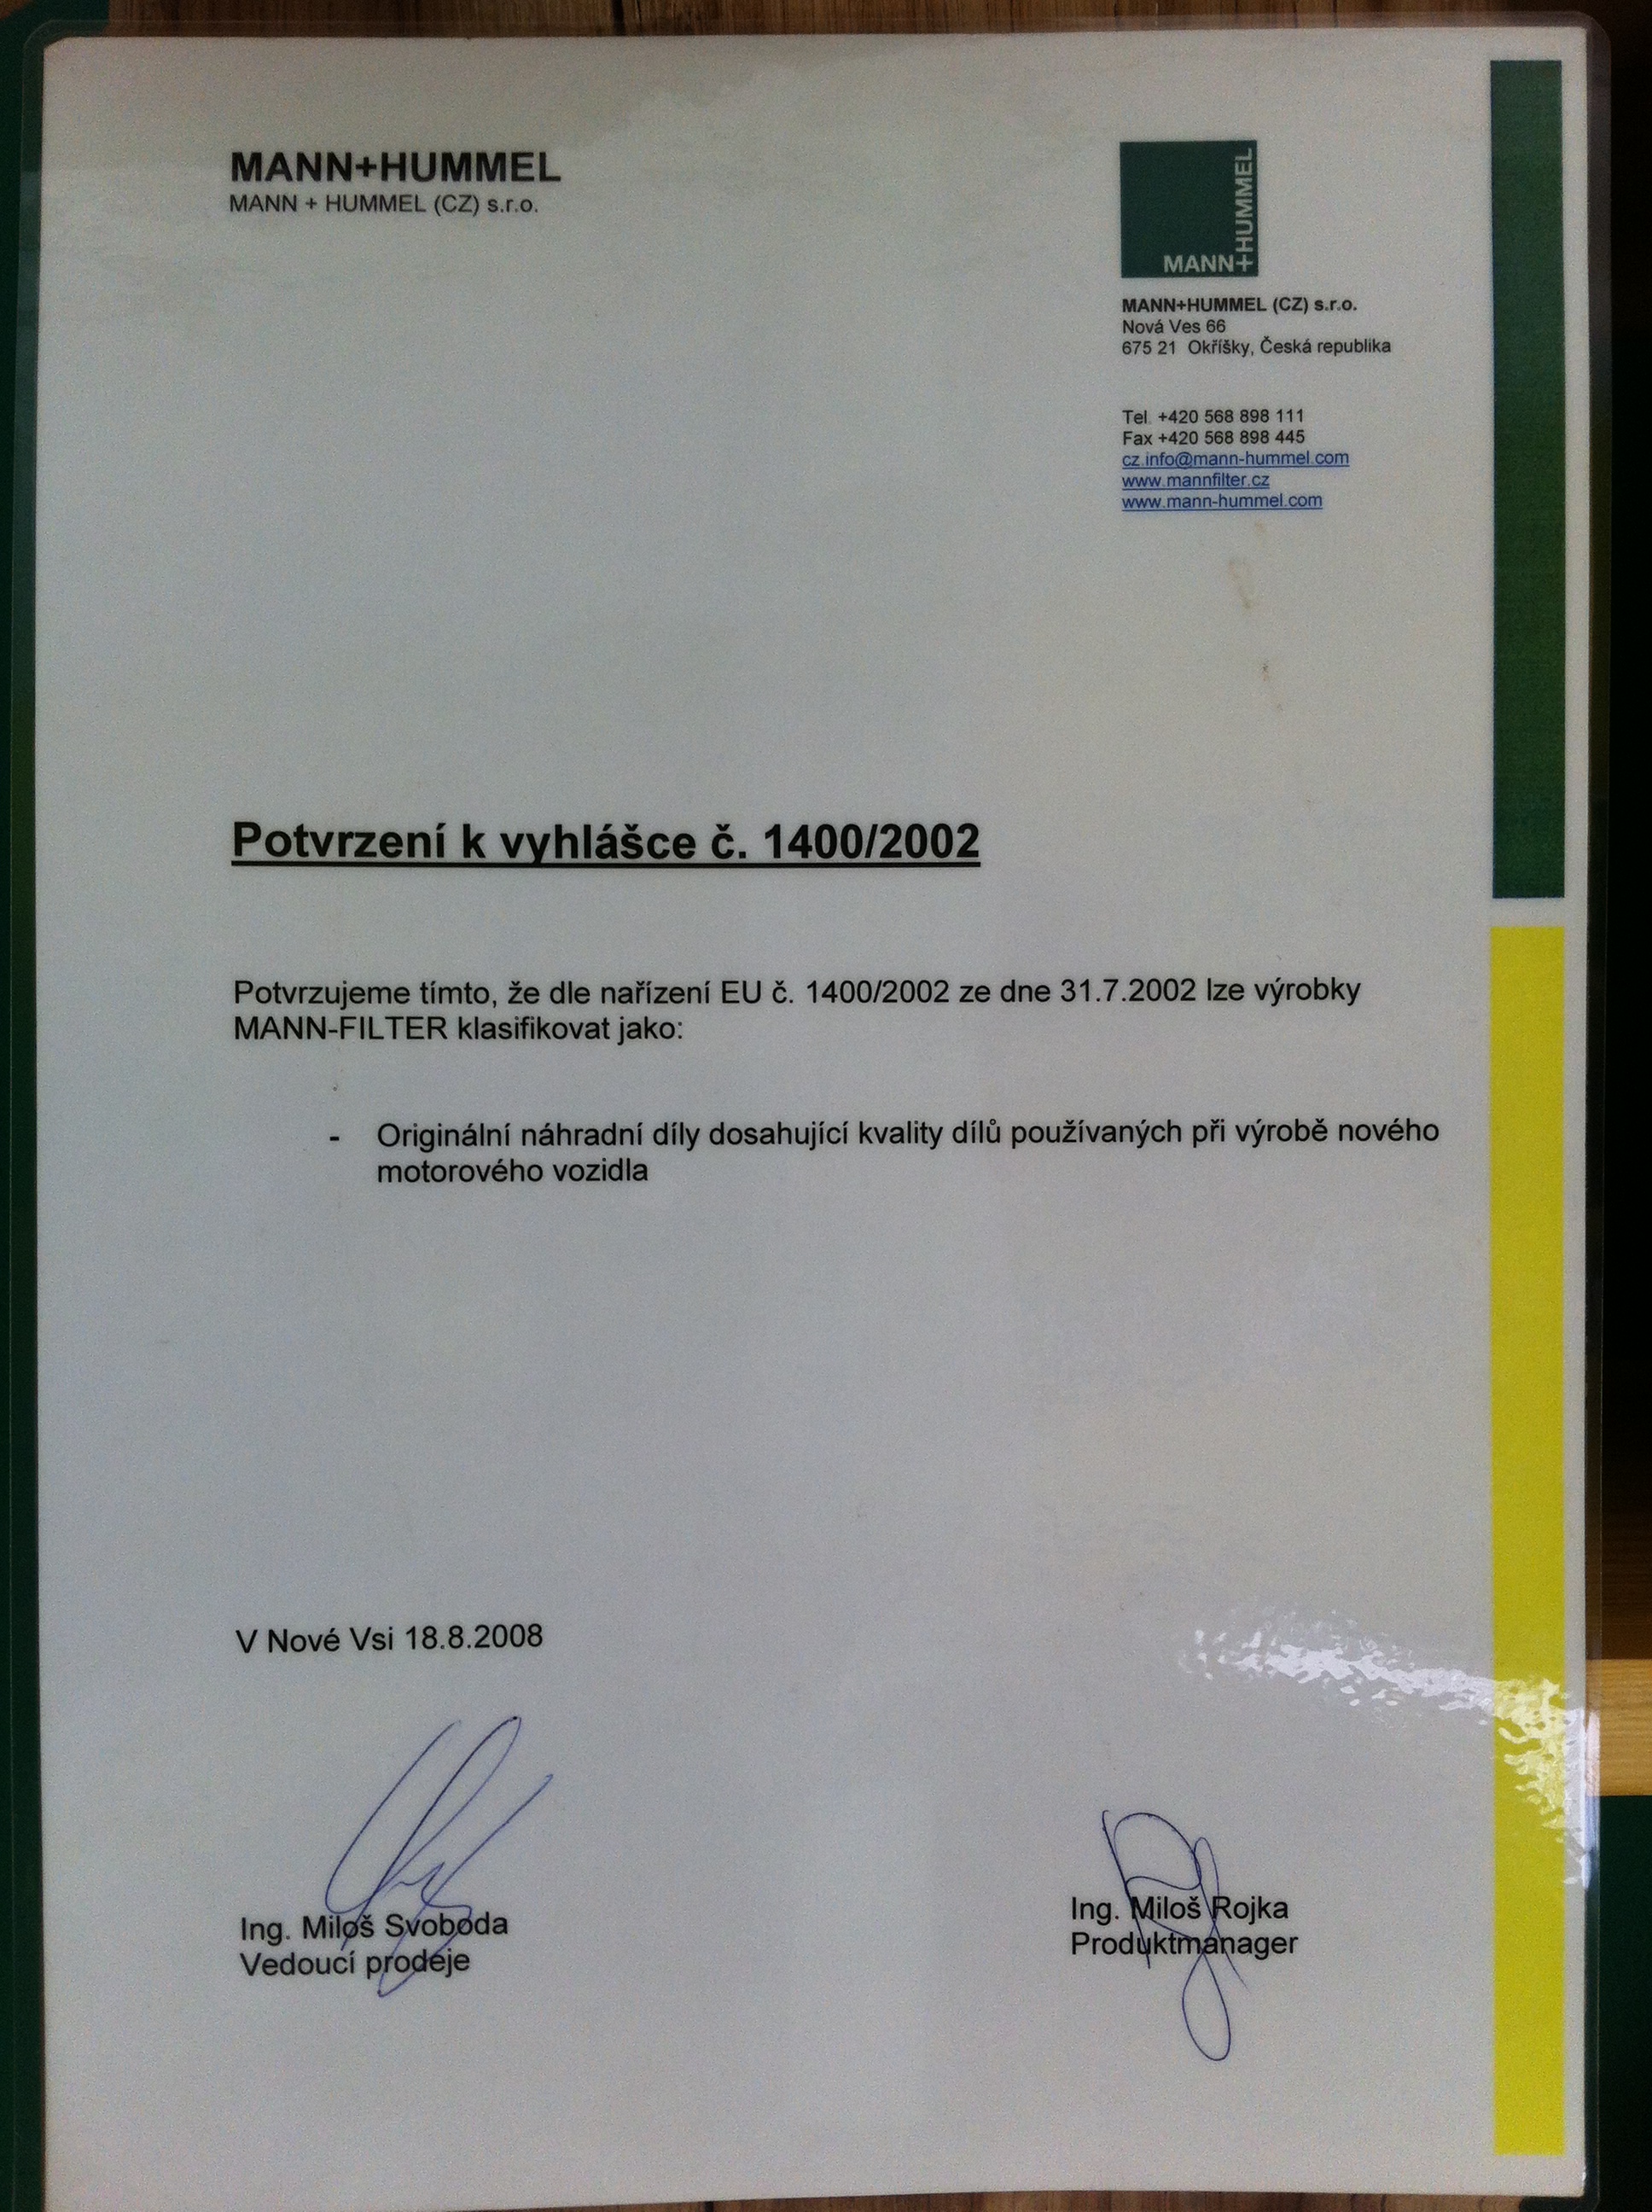 MANN+HUMMEL
MANN + HUMMEL (CZ) s.r.o.
MANN+HUMMEL
MANN+HUMMEL (CZ) s.r.o.
Nová Ves 66
675 21 Okříšky, Česká republika
Tel. +420 568 898 111
Fax +420 568 898 445
cz.info@mann-hummel.com
www.mannfilter.cz
www.mann-hummel.com
Potvrzení k vyhlášce č. 1400/2002
Potvrzujeme tímto, že dle nařízení EU č. 1400/2002 ze dne 31.7.2002 lze výrobky
MANN-FILTER klasifikovat jako:
- Originální náhradní díly dosahující kvality dílů používaných při výrobě nového
motorového vozidla
V Nové Vsi 18.8.2008
Ing. Miloš Svoboda
Vedoucí prodeje
Ing. Miloš Rojka
Produktmanager